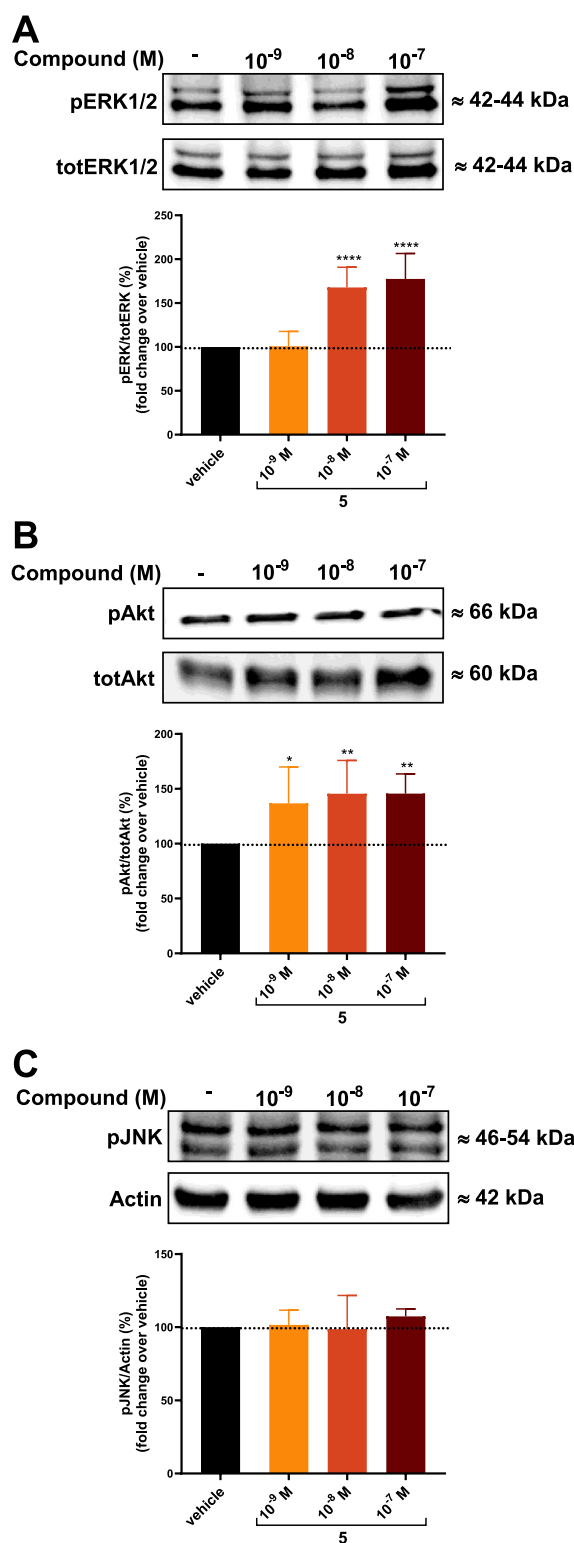 A
Compound (M) - 10⁻⁹ 10⁻⁸ 10⁻⁷
pERK1/2 ≈ 42-44 kDa
totERK1/2 ≈ 42-44 kDa
pERK/totERK (%)
(fold change over vehicle)
250
200
150
100
50
0
**** ****
vehicle 10⁻⁹ M 10⁻⁸ M 10⁻⁷ M
5
B
Compound (M) - 10⁻⁹ 10⁻⁸ 10⁻⁷
pAkt ≈ 66 kDa
totAkt ≈ 60 kDa
pAkt/totAkt (%)
(fold change over vehicle)
200
150
100
50
0
* ** **
vehicle 10⁻⁹ M 10⁻⁸ M 10⁻⁷ M
5
C
Compound (M) - 10⁻⁹ 10⁻⁸ 10⁻⁷
pJNK ≈ 46-54 kDa
Actin ≈ 42 kDa
pJNK/Actin (%)
(fold change over vehicle)
150
100
50
0
vehicle 10⁻⁹ M 10⁻⁸ M 10⁻⁷ M
5